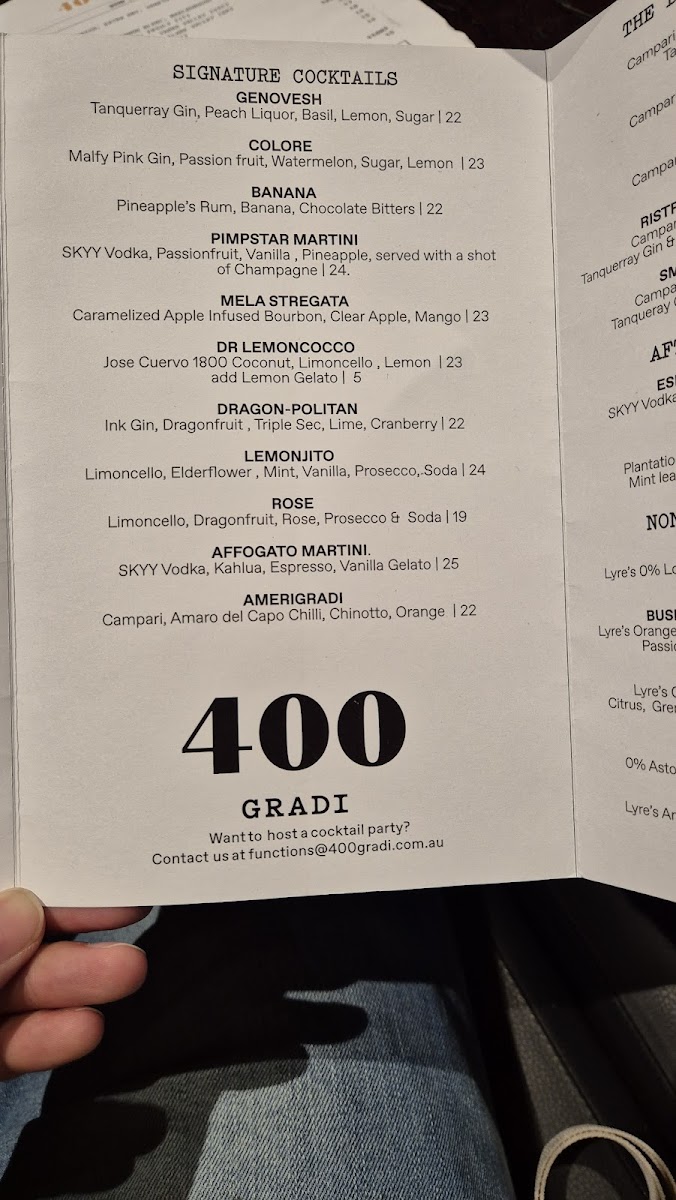 SIGNATURE COCKTAILS
GENOVESH
Tanquerray Gin, Peach Liquor, Basil, Lemon, Sugar | 22
COLORE
Malfy Pink Gin, Passion fruit, Watermelon, Sugar, Lemon | 23
BANANA
Pineapple's Rum, Banana, Chocolate Bitters | 22
PIMPSTAR MARTINI
SKYY Vodka, Passionfruit, Vanilla , Pineapple, served with a shot
of Champagne | 24.
MELA STREGATA
Caramelized Apple Infused Bourbon, Clear Apple, Mango | 23
DR LEMONCOCCO
Jose Cuervo 1800 Coconut, Limoncello , Lemon | 23
add Lemon Gelato | 5
DRAGON-POLITAN
Ink Gin, Dragonfruit , Triple Sec, Lime, Cranberry | 22
LEMONJITO
Limoncello, Elderflower , Mint, Vanilla, Prosecco, Soda | 24
ROSE
Limoncello, Dragonfruit, Rose, Prosecco & Soda | 19
AFFOGATO MARTINI.
SKYY Vodka, Kahlua, Espresso, Vanilla Gelato | 25
AMERIGRADI
Campari, Amaro del Capo Chilli, Chinotto, Orange | 22
400
GRADI
Want to host a cocktail party?
Contact us at functions@400gradi.com.au
THE
Campari
Campar
Campa
Campar
Tanquerray Gin &
Campa
Tanqueray
SKYY Vodka
Plantatio
Mint lea
NON
Lyre's 0% Lo
BUS
Lyre's Orange
Passio
Lyre's
Citrus, Gre
0% Asto
Lyre's Ar